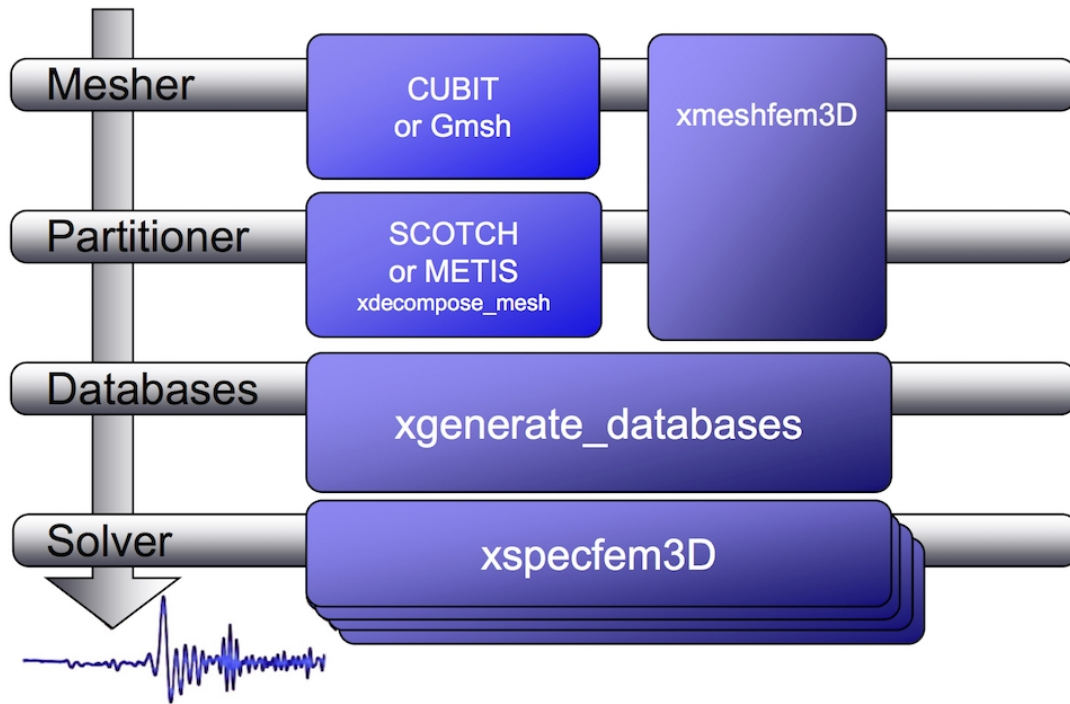 Mesher
CUBIT
or Gmsh
xmeshfem3D
Partitioner
SCOTCH
or METIS
xdecompose_mesh
Databases
xgenerate_databases
Solver
xspecfem3D